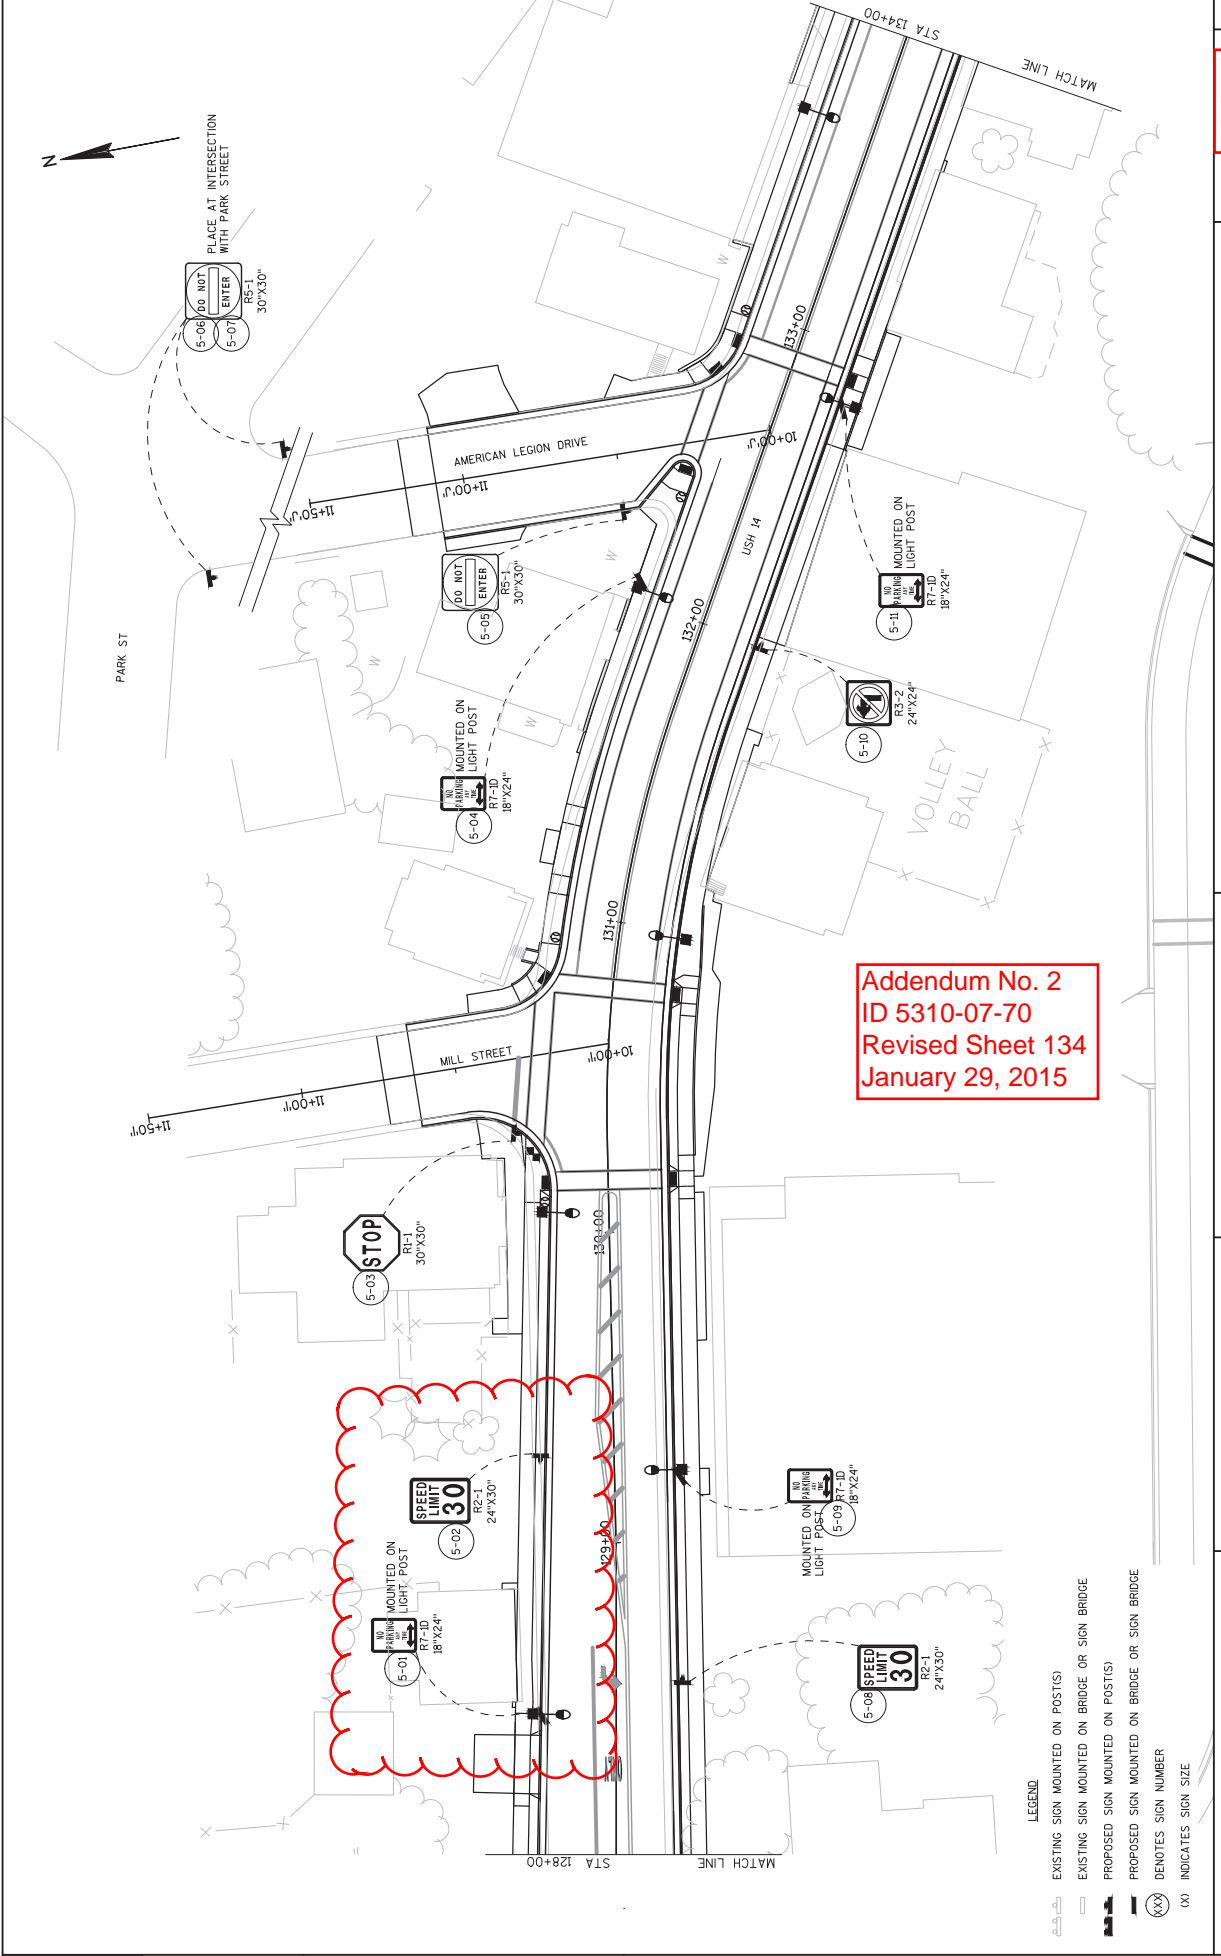 N
PLACE AT INTERSECTION
WITH PARK STREET
DO NOT
ENTER
5-06
5-07
R5-1
30"X30"
STA 134+00
MATCH LINE
PARK ST
AMERICAN LEGION DRIVE
11+50'J'
11+00'J'
10+00'J'
133+00
DO NOT
ENTER
5-05
R5-1
30"X30"
W
W
W
W
USH 14
132+00
MOUNTED ON
LIGHT POST
NO
PARKING
ANY
TIME
5-11
R7-1D
18"X24"
5-10
R3-2
24"X24"
MOUNTED ON
LIGHT POST
NO
PARKING
ANY
TIME
5-04
R7-1D
18"X24"
VOLLEY
BALL
131+00
MILL STREET
11+50'I'
11+00'I'
10+00'I'
Addendum No. 2
ID 5310-07-70
Revised Sheet 134
January 29, 2015
STOP
5-03
R1-1
30"X30"
130+00
SPEED
LIMIT
30
5-02
R2-1
24"X30"
129+00
MOUNTED ON
LIGHT POST
NO
PARKING
ANY
TIME
5-01
R7-1D
18"X24"
MOUNTED ON
LIGHT POST
NO
PARKING
ANY
TIME
5-09
R7-1D
18"X24"
SPEED
LIMIT
30
5-08
R2-1
24"X30"
STA 128+00
MATCH LINE
LEGEND
EXISTING SIGN MOUNTED ON POST(S)
EXISTING SIGN MOUNTED ON BRIDGE OR SIGN BRIDGE
PROPOSED SIGN MOUNTED ON POST(S)
PROPOSED SIGN MOUNTED ON BRIDGE OR SIGN BRIDGE
XXX DENOTES SIGN NUMBER
(X) INDICATES SIGN SIZE